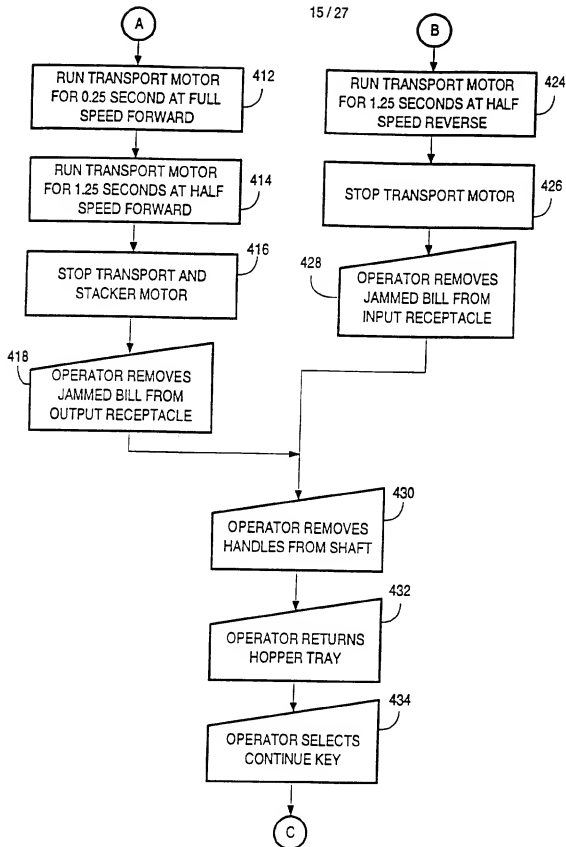 15 / 27
A
RUN TRANSPORT MOTOR
FOR 0.25 SECOND AT FULL
SPEED FORWARD
412
RUN TRANSPORT MOTOR
FOR 1.25 SECONDS AT HALF
SPEED FORWARD
414
STOP TRANSPORT AND
STACKER MOTOR
416
418
OPERATOR REMOVES
JAMMED BILL FROM
OUTPUT RECEPTACLE
B
RUN TRANSPORT MOTOR
FOR 1.25 SECONDS AT HALF
SPEED REVERSE
424
STOP TRANSPORT MOTOR
426
428
OPERATOR REMOVES
JAMMED BILL FROM
INPUT RECEPTACLE
430
OPERATOR REMOVES
HANDLES FROM SHAFT
432
OPERATOR RETURNS
HOPPER TRAY
434
OPERATOR SELECTS
CONTINUE KEY
C